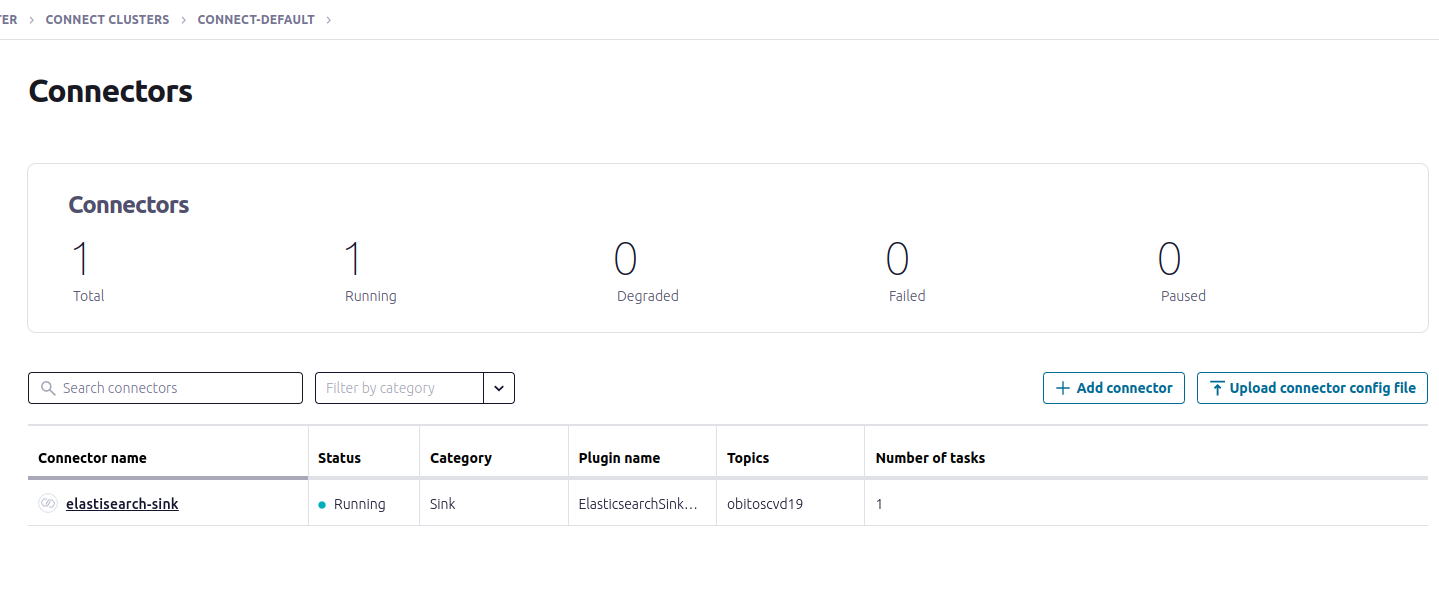 TER > CONNECT CLUSTERS > CONNECT-DEFAULT >
Connectors
Connectors
1 1 0 0 0
Total Running Degraded Failed Paused
Search connectors Filter by category Add connector Upload connector config file
Connector name Status Category Plugin name Topics Number of tasks
elastisearch-sink Running Sink ElasticsearchSink... obitoscvd19 1